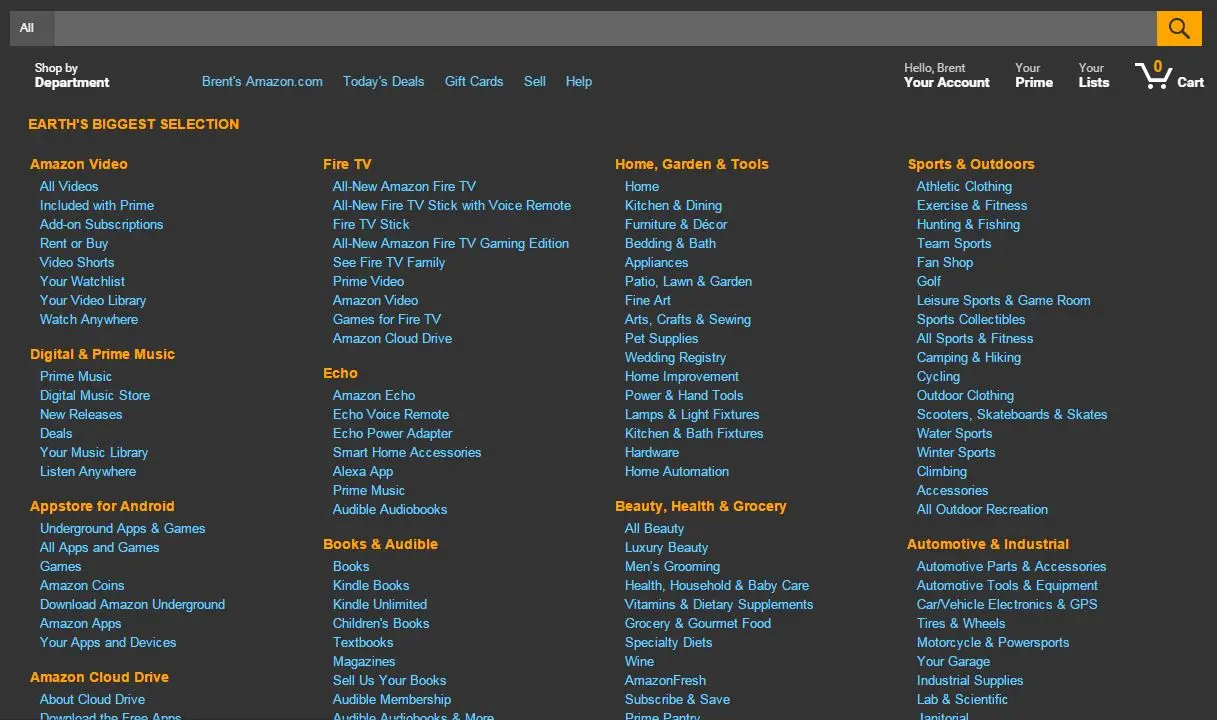 All
Shop by
Department
Brent's Amazon.com
Today's Deals
Gift Cards
Sell
Help
Hello, Brent
Your Account
Your
Prime
Your
Lists
0
Cart
EARTH'S BIGGEST SELECTION
Amazon Video
All Videos
Included with Prime
Add-on Subscriptions
Rent or Buy
Video Shorts
Your Watchlist
Your Video Library
Watch Anywhere
Digital & Prime Music
Prime Music
Digital Music Store
New Releases
Deals
Your Music Library
Listen Anywhere
Appstore for Android
Underground Apps & Games
All Apps and Games
Games
Amazon Coins
Download Amazon Underground
Amazon Apps
Your Apps and Devices
Amazon Cloud Drive
About Cloud Drive
Download the Free Apps
Fire TV
All-New Amazon Fire TV
All-New Fire TV Stick with Voice Remote
Fire TV Stick
All-New Amazon Fire TV Gaming Edition
See Fire TV Family
Prime Video
Amazon Video
Games for Fire TV
Amazon Cloud Drive
Echo
Amazon Echo
Echo Voice Remote
Echo Power Adapter
Smart Home Accessories
Alexa App
Prime Music
Audible Audiobooks
Books & Audible
Books
Kindle Books
Kindle Unlimited
Children's Books
Textbooks
Magazines
Sell Us Your Books
Audible Membership
Audible Audiobooks & More
Home, Garden & Tools
Home
Kitchen & Dining
Furniture & Décor
Bedding & Bath
Appliances
Patio, Lawn & Garden
Fine Art
Arts, Crafts & Sewing
Pet Supplies
Wedding Registry
Home Improvement
Power & Hand Tools
Lamps & Light Fixtures
Kitchen & Bath Fixtures
Hardware
Home Automation
Beauty, Health & Grocery
All Beauty
Luxury Beauty
Men's Grooming
Health, Household & Baby Care
Vitamins & Dietary Supplements
Grocery & Gourmet Food
Specialty Diets
Wine
AmazonFresh
Subscribe & Save
Prime Pantry
Sports & Outdoors
Athletic Clothing
Exercise & Fitness
Hunting & Fishing
Team Sports
Fan Shop
Golf
Leisure Sports & Game Room
Sports Collectibles
All Sports & Fitness
Camping & Hiking
Cycling
Outdoor Clothing
Scooters, Skateboards & Skates
Water Sports
Winter Sports
Climbing
Accessories
All Outdoor Recreation
Automotive & Industrial
Automotive Parts & Accessories
Automotive Tools & Equipment
Car/Vehicle Electronics & GPS
Tires & Wheels
Motorcycle & Powersports
Your Garage
Industrial Supplies
Lab & Scientific
Janitorial